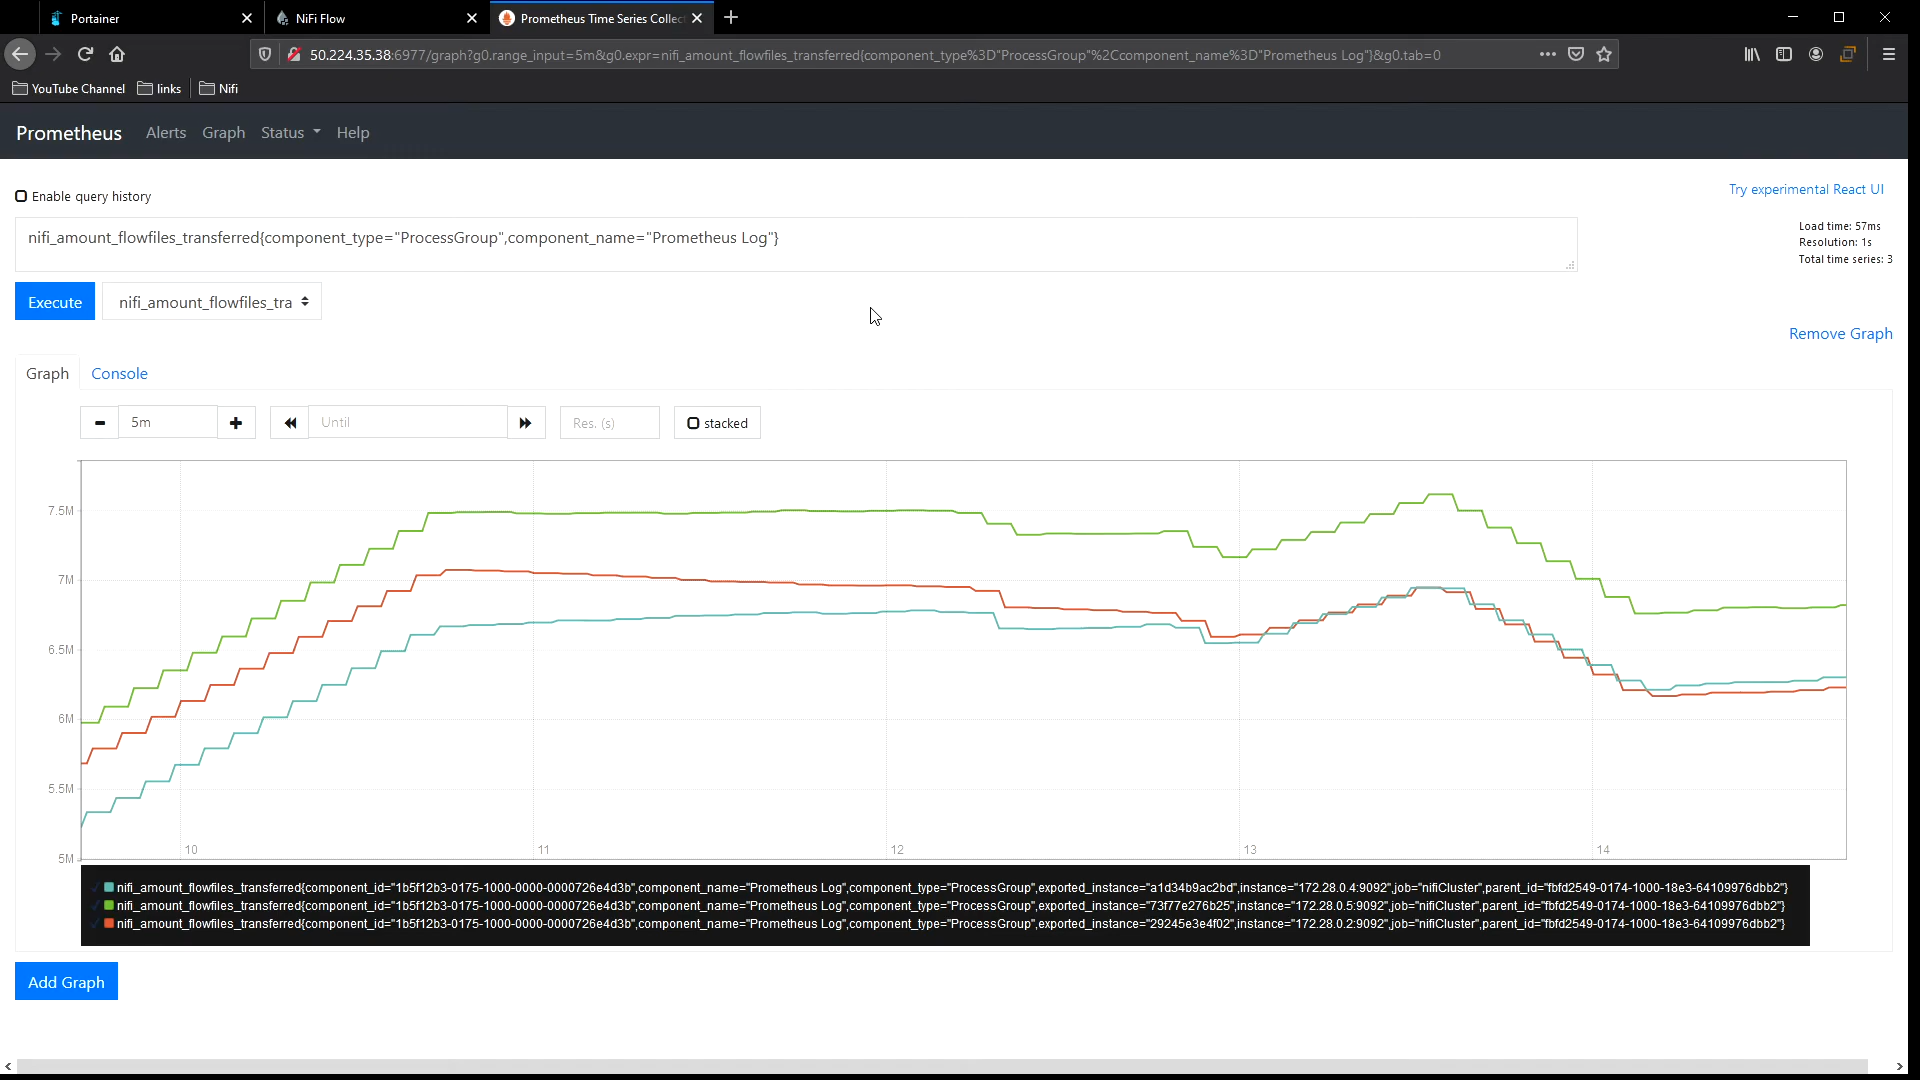 Portainer
NiFi Flow
Prometheus Time Series Collec
50.224.35.38:6977/graph?g0.range_input=5m&g0.expr=nifi_amount_flowfiles_transferred{component_type%3D"ProcessGroup"%2Ccomponent_name%3D"Prometheus Log"}&g0.tab=0
YouTube Channel
links
Nifi
Prometheus
Alerts
Graph
Status
Help
Enable query history
Try experimental React UI
nifi_amount_flowfiles_transferred{component_type="ProcessGroup",component_name="Prometheus Log"}
Load time: 57ms
Resolution: 1s
Total time series: 3
Execute
nifi_amount_flowfiles_tra
Remove Graph
Graph
Console
5m
Until
Res. (s)
stacked
7.5M
7M
6.5M
6M
5.5M
5M
10
11
12
13
14
nifi_amount_flowfiles_transferred{component_id="1b5f12b3-0175-1000-0000-0000726e4d3b",component_name="Prometheus Log",component_type="ProcessGroup",exported_instance="a1d34b9ac2bd",instance="172.28.0.4:9092",job="nifiCluster",parent_id="fbfd2549-0174-1000-18e3-64109976dbb2"}
nifi_amount_flowfiles_transferred{component_id="1b5f12b3-0175-1000-0000-0000726e4d3b",component_name="Prometheus Log",component_type="ProcessGroup",exported_instance="73f77e276b25",instance="172.28.0.5:9092",job="nifiCluster",parent_id="fbfd2549-0174-1000-18e3-64109976dbb2"}
nifi_amount_flowfiles_transferred{component_id="1b5f12b3-0175-1000-0000-0000726e4d3b",component_name="Prometheus Log",component_type="ProcessGroup",exported_instance="29245e3e4f02",instance="172.28.0.2:9092",job="nifiCluster",parent_id="fbfd2549-0174-1000-18e3-64109976dbb2"}
Add Graph